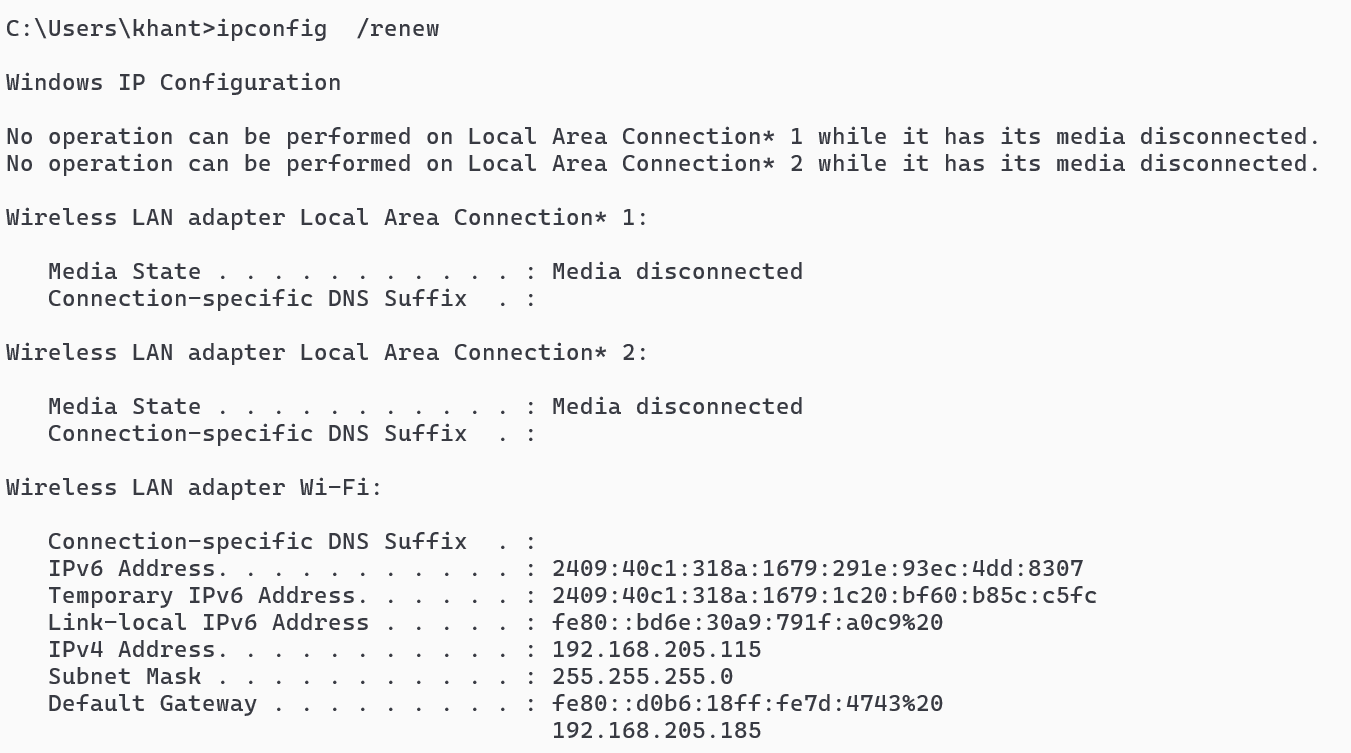 C:\Users\khant>ipconfig  /renew
Windows IP Configuration
No operation can be performed on Local Area Connection* 1 while it has its media disconnected.
No operation can be performed on Local Area Connection* 2 while it has its media disconnected.
Wireless LAN adapter Local Area Connection* 1:
   Media State . . . . . . . . . . . : Media disconnected
   Connection-specific DNS Suffix  . :
Wireless LAN adapter Local Area Connection* 2:
   Media State . . . . . . . . . . . : Media disconnected
   Connection-specific DNS Suffix  . :
Wireless LAN adapter Wi-Fi:
   Connection-specific DNS Suffix  . :
   IPv6 Address. . . . . . . . . . . : 2409:40c1:318a:1679:291e:93ec:4dd:8307
   Temporary IPv6 Address. . . . . . : 2409:40c1:318a:1679:1c20:bf60:b85c:c5fc
   Link-local IPv6 Address . . . . . : fe80::bd6e:30a9:791f:a0c9%20
   IPv4 Address. . . . . . . . . . . : 192.168.205.115
   Subnet Mask . . . . . . . . . . . : 255.255.255.0
   Default Gateway . . . . . . . . . : fe80::d0b6:18ff:fe7d:4743%20
                                       192.168.205.185